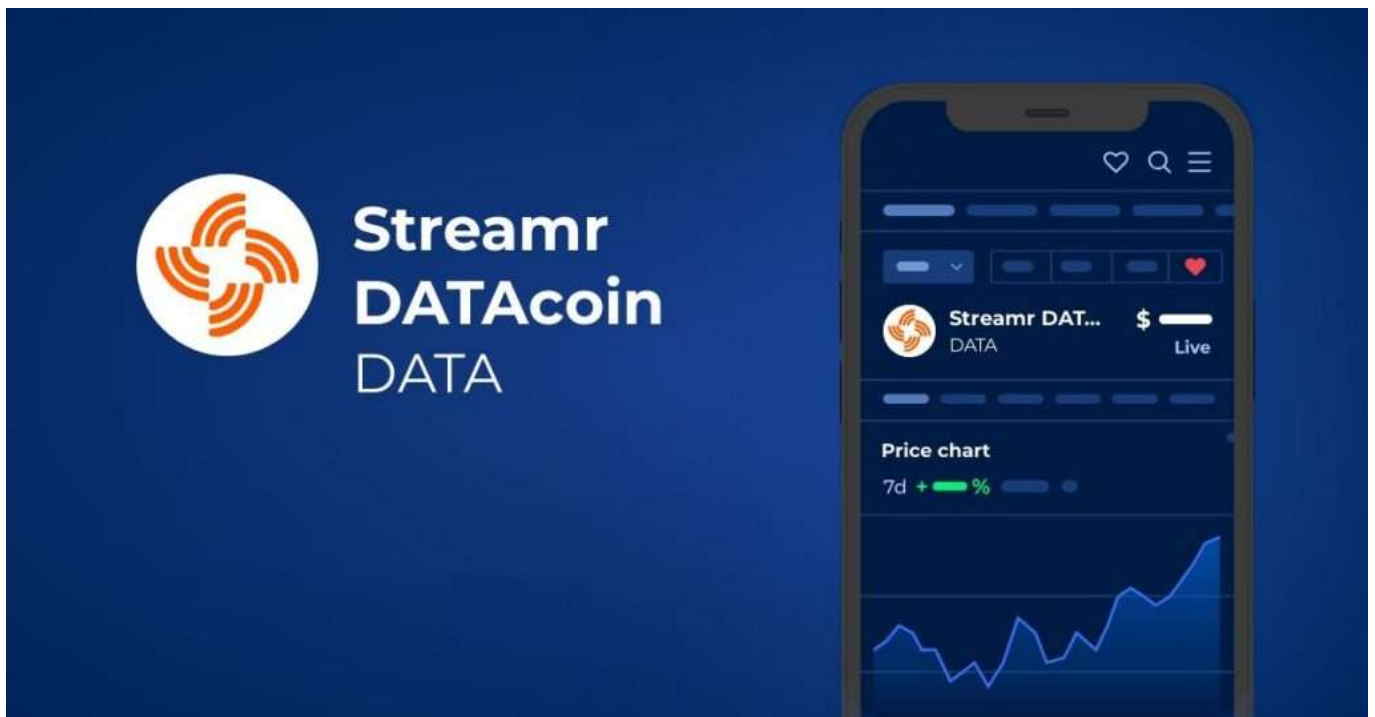 Streamr
DATAcoin
DATA
Streamr DAT...
$
DATA
Live
Price chart
7d + %